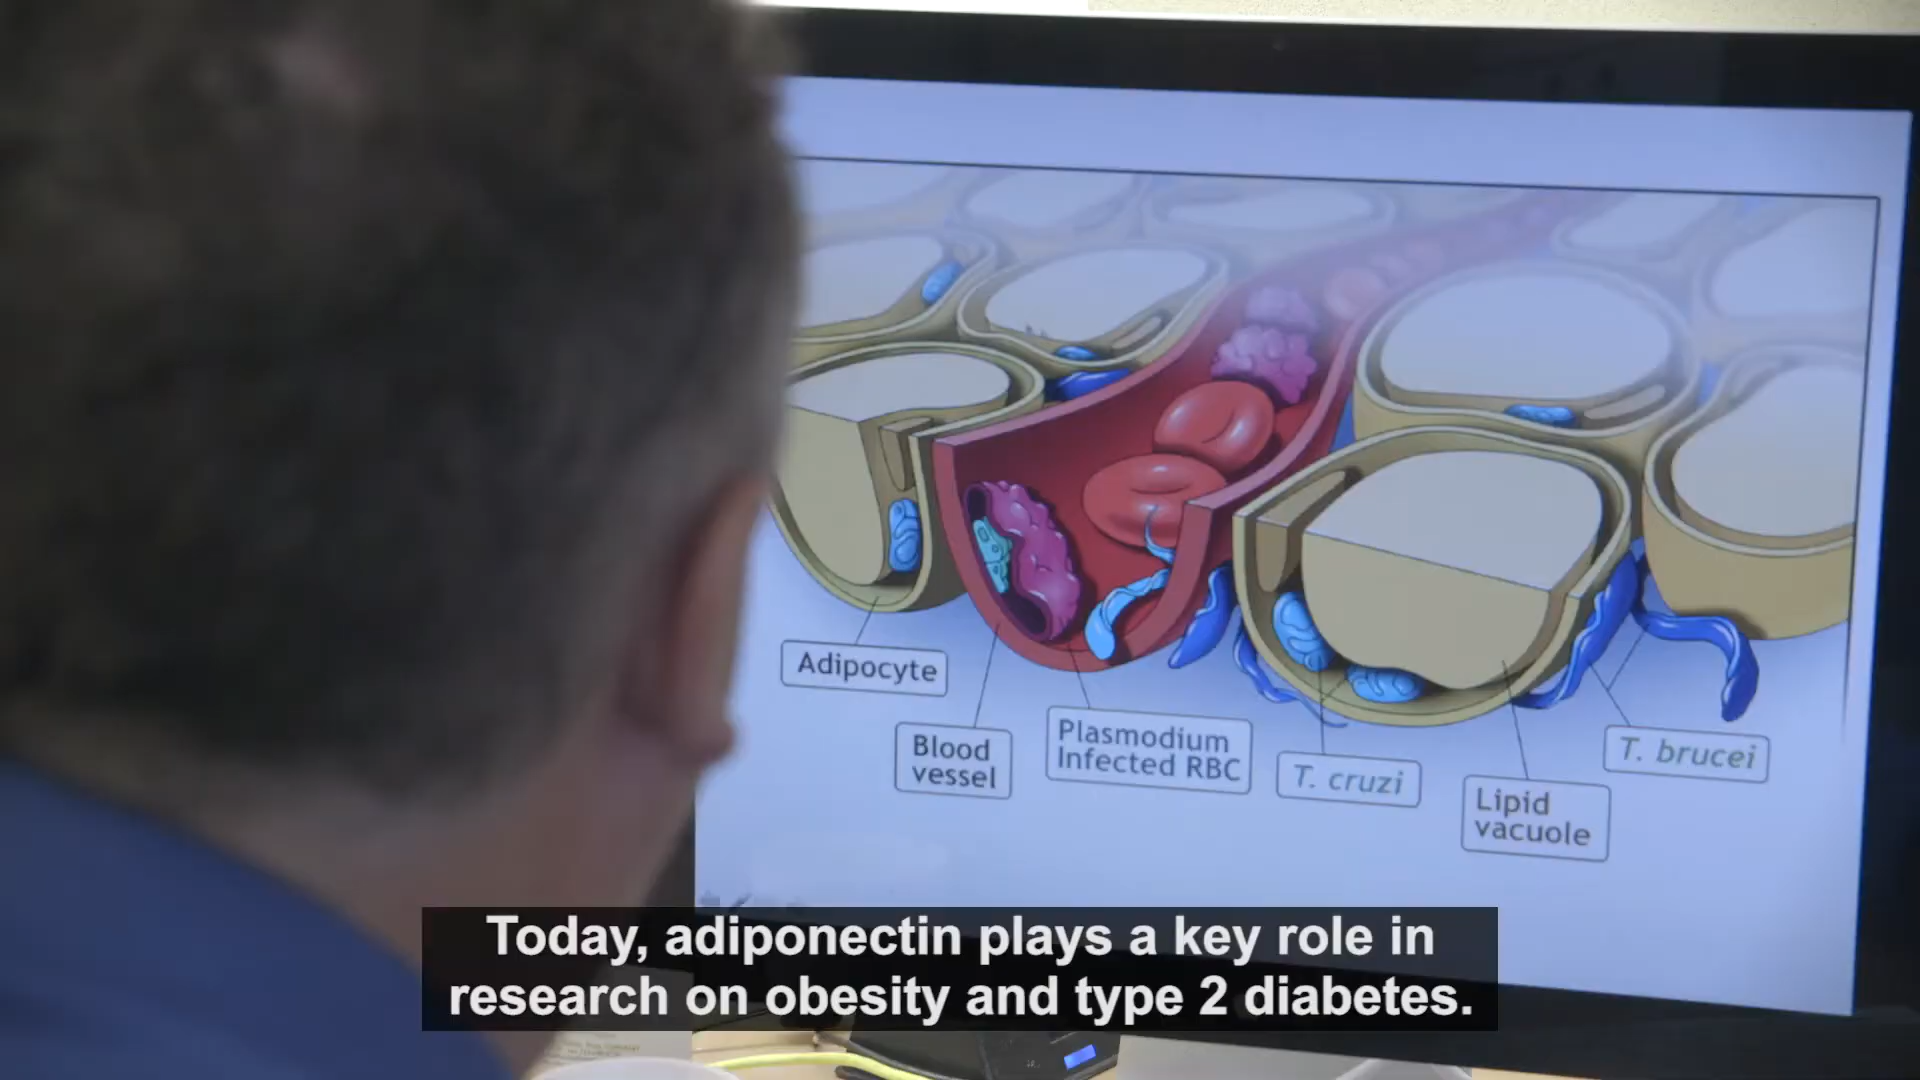 Adipocyte
Blood
vessel
Plasmodium
Infected RBC
T. cruzi
Lipid
vacuole
T. brucei
Today, adiponectin plays a key role in
research on obesity and type 2 diabetes.